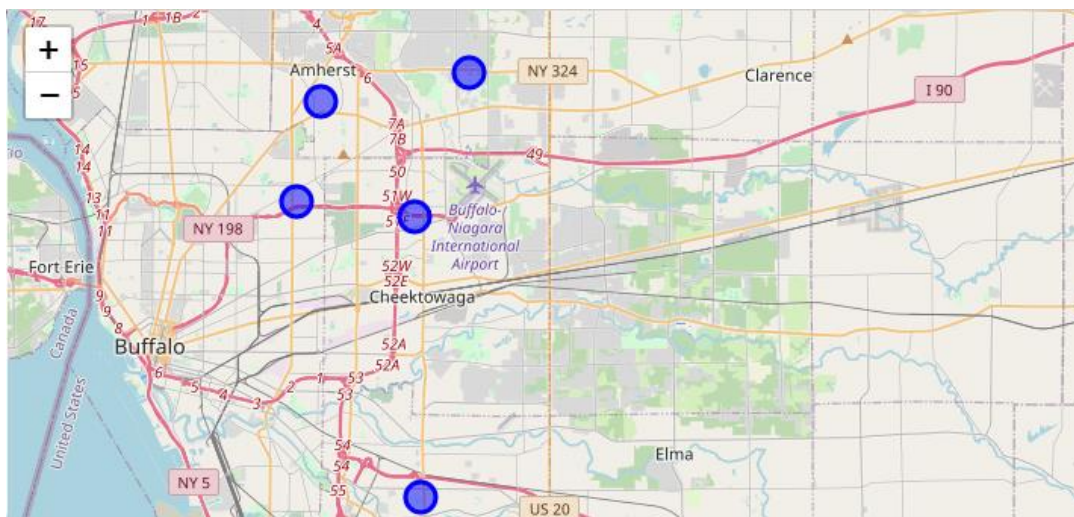 17
1
1B
4
5A
15
5
+
−
Amherst
6
NY 324
Clarence
I 90
7A
7B
14
14
49
50
13
11
11
51W
NY 198
Buffalo-
Niagara
International
Airport
Fort Erie
52W
52E
Cheektowaga
9
9
8
Canada
Buffalo
52A
52A
6
5
4
3
2
1
53
53
United States
54
54
55
Elma
NY 5
US 20